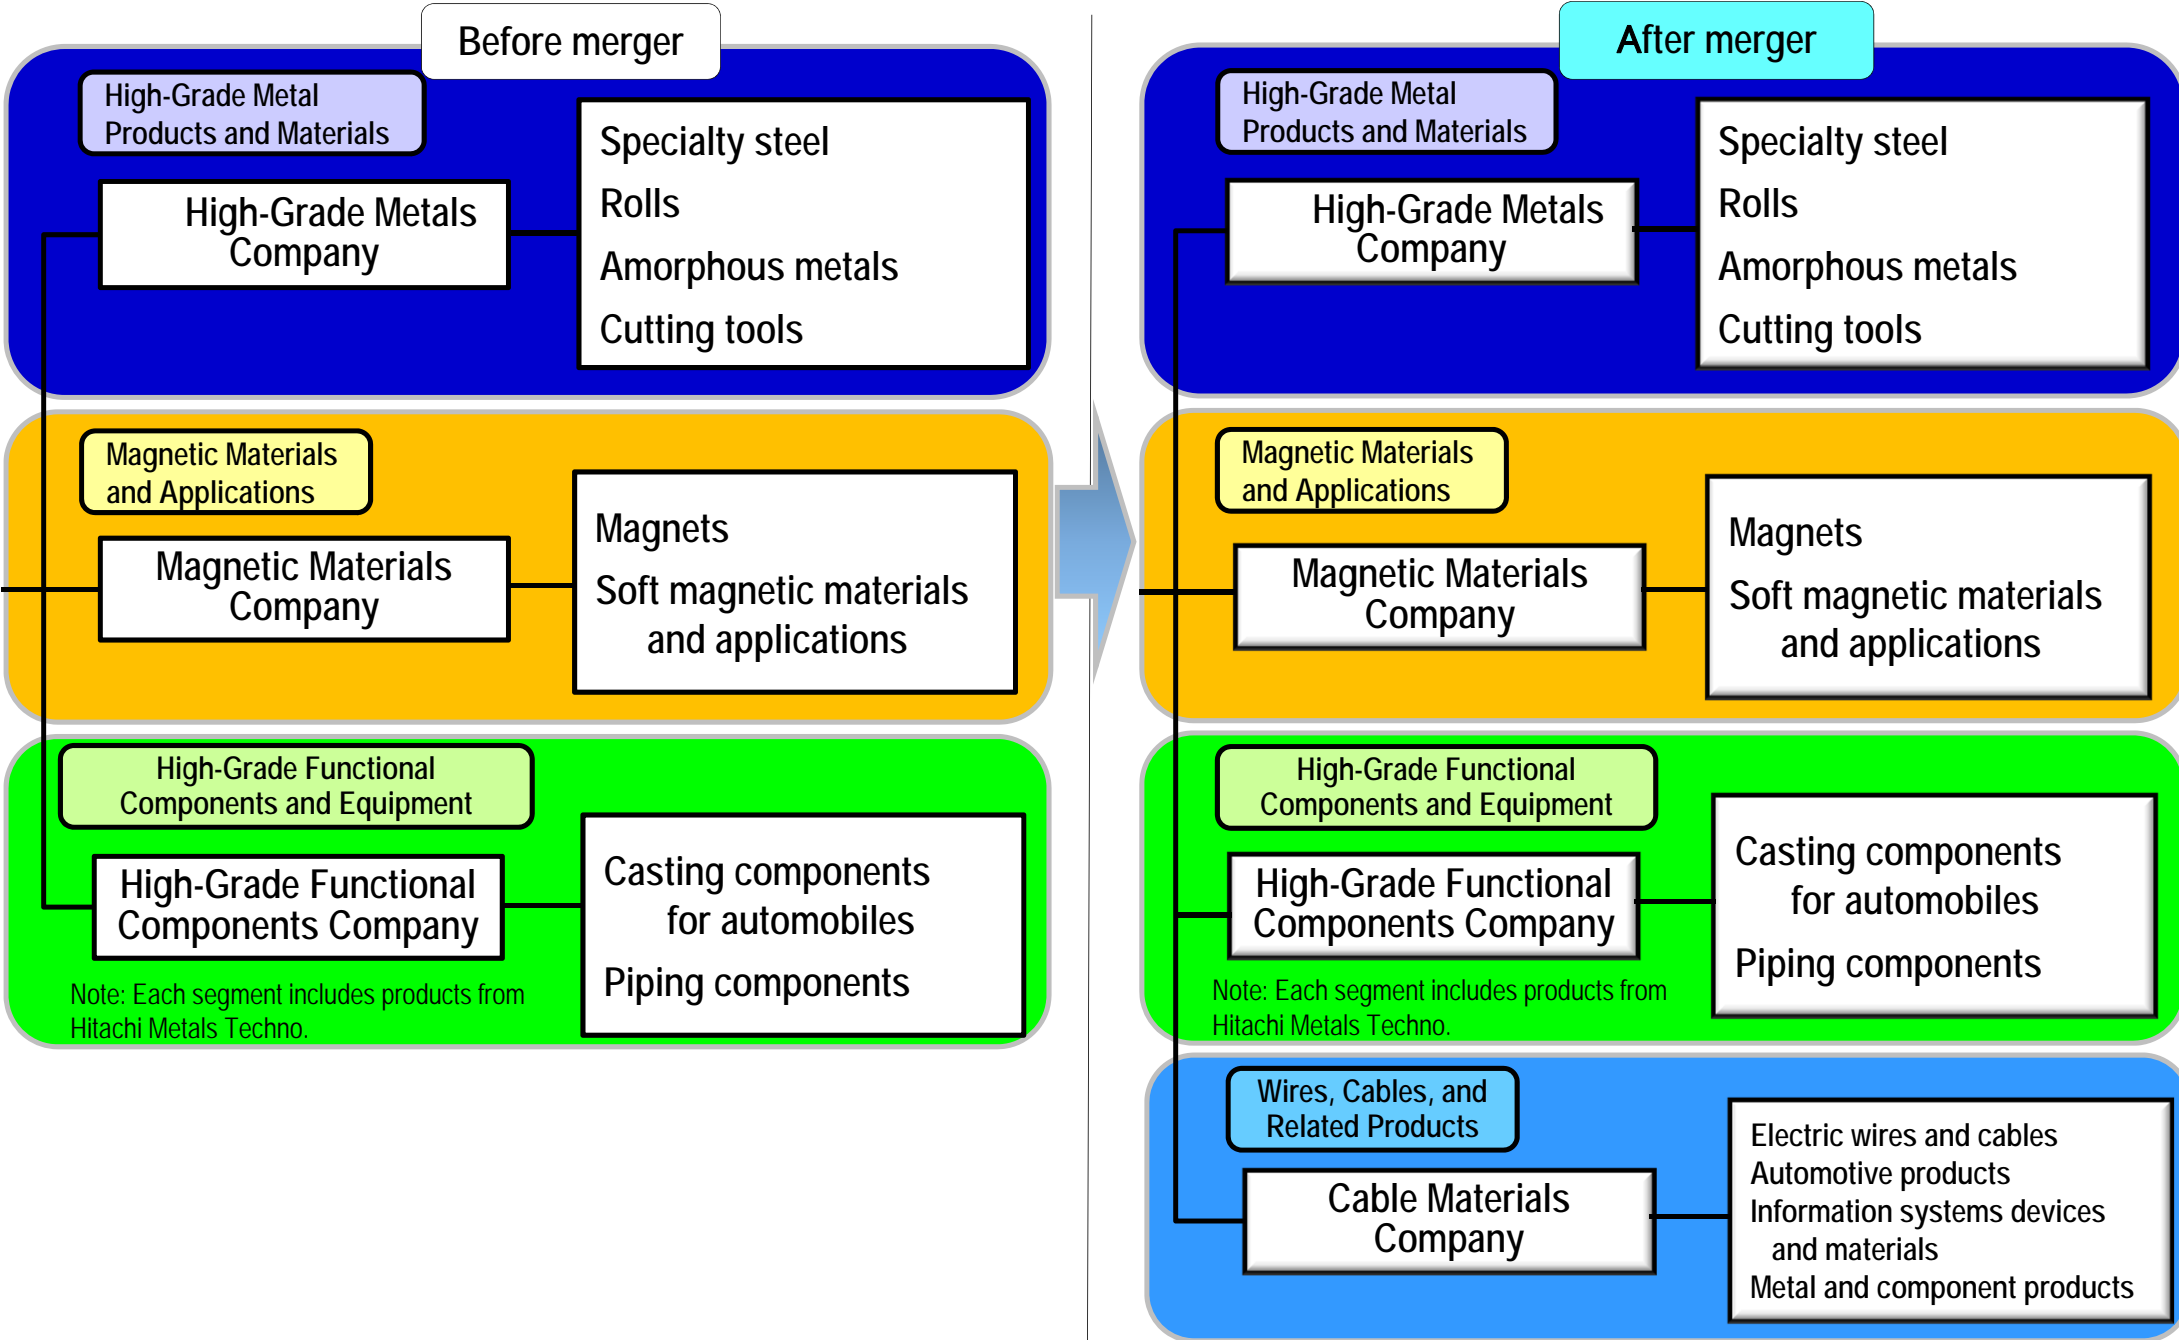 Before merger
High-Grade Metal
Products and Materials
High-Grade Metals
Company
Specialty steel
Rolls
Amorphous metals
Cutting tools
Magnetic Materials
and Applications
Magnetic Materials
Company
Magnets
Soft magnetic materials
and applications
High-Grade Functional
Components and Equipment
High-Grade Functional
Components Company
Casting components
for automobiles
Piping components
Note: Each segment includes products from
Hitachi Metals Techno.
After merger
High-Grade Metal
Products and Materials
High-Grade Metals
Company
Specialty steel
Rolls
Amorphous metals
Cutting tools
Magnetic Materials
and Applications
Magnetic Materials
Company
Magnets
Soft magnetic materials
and applications
High-Grade Functional
Components and Equipment
High-Grade Functional
Components Company
Casting components
for automobiles
Piping components
Note: Each segment includes products from
Hitachi Metals Techno.
Wires, Cables, and
Related Products
Cable Materials
Company
Electric wires and cables
Automotive products
Information systems devices
and materials
Metal and component products